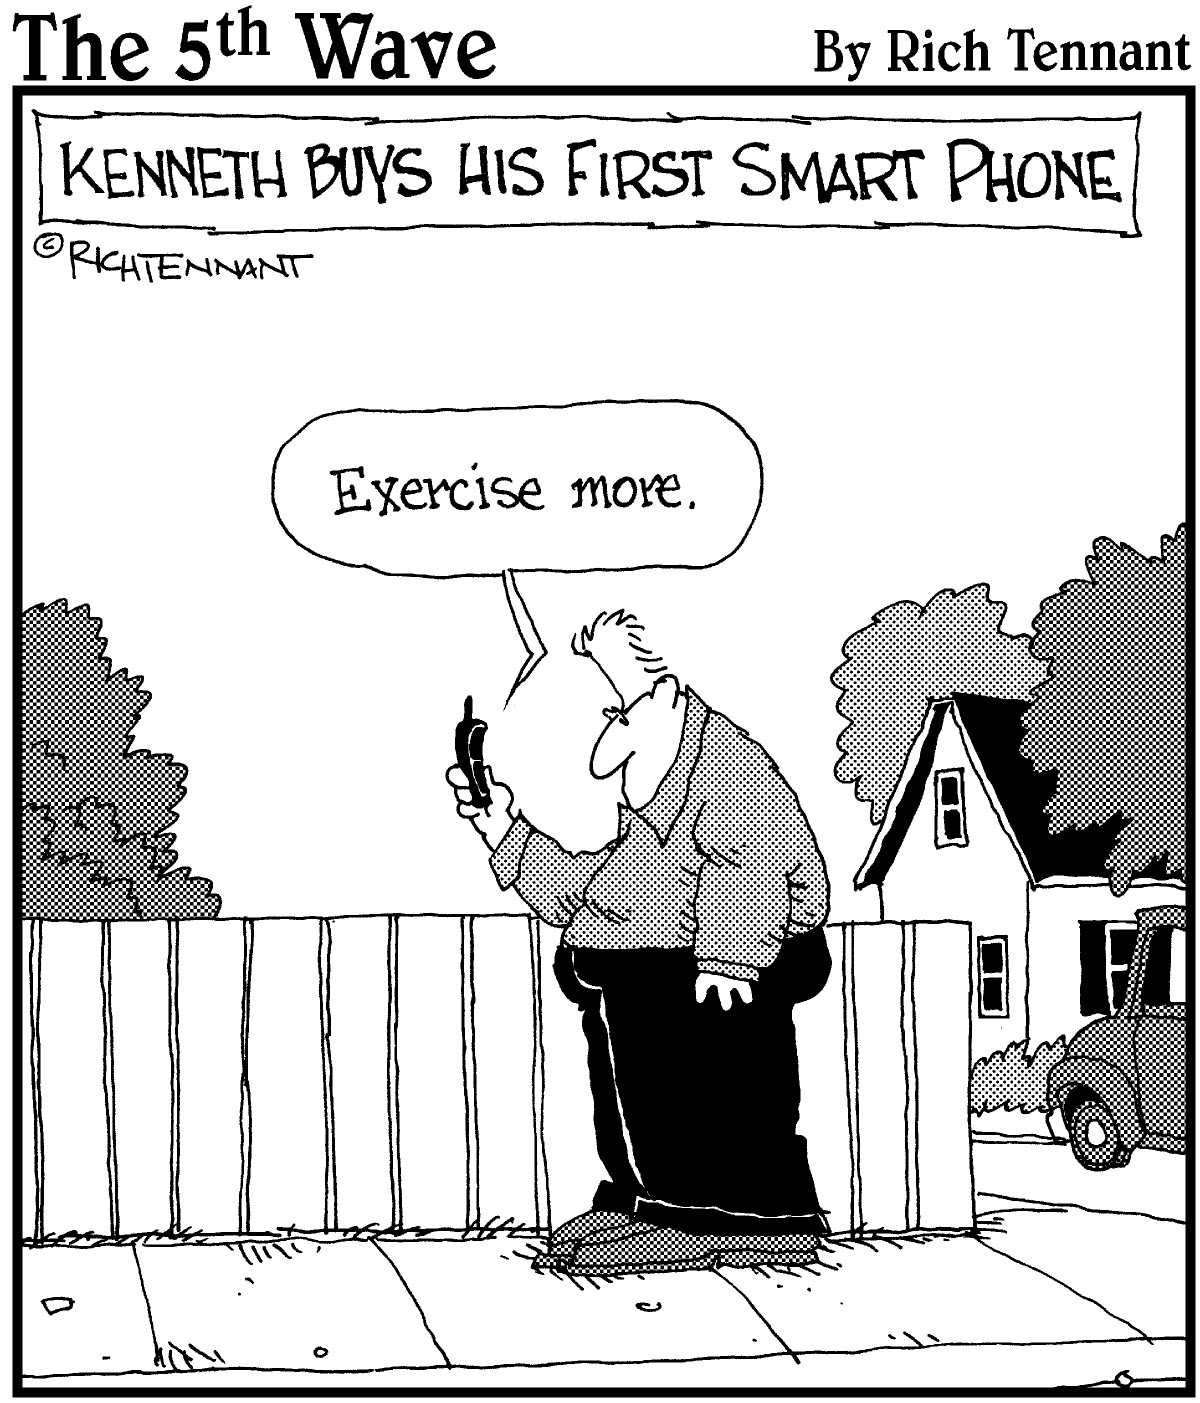 The 5th Wave
By Rich Tennant
KENNETH BUYS HIS FIRST SMART PHONE
© RICHTENNANT
Exercise more.